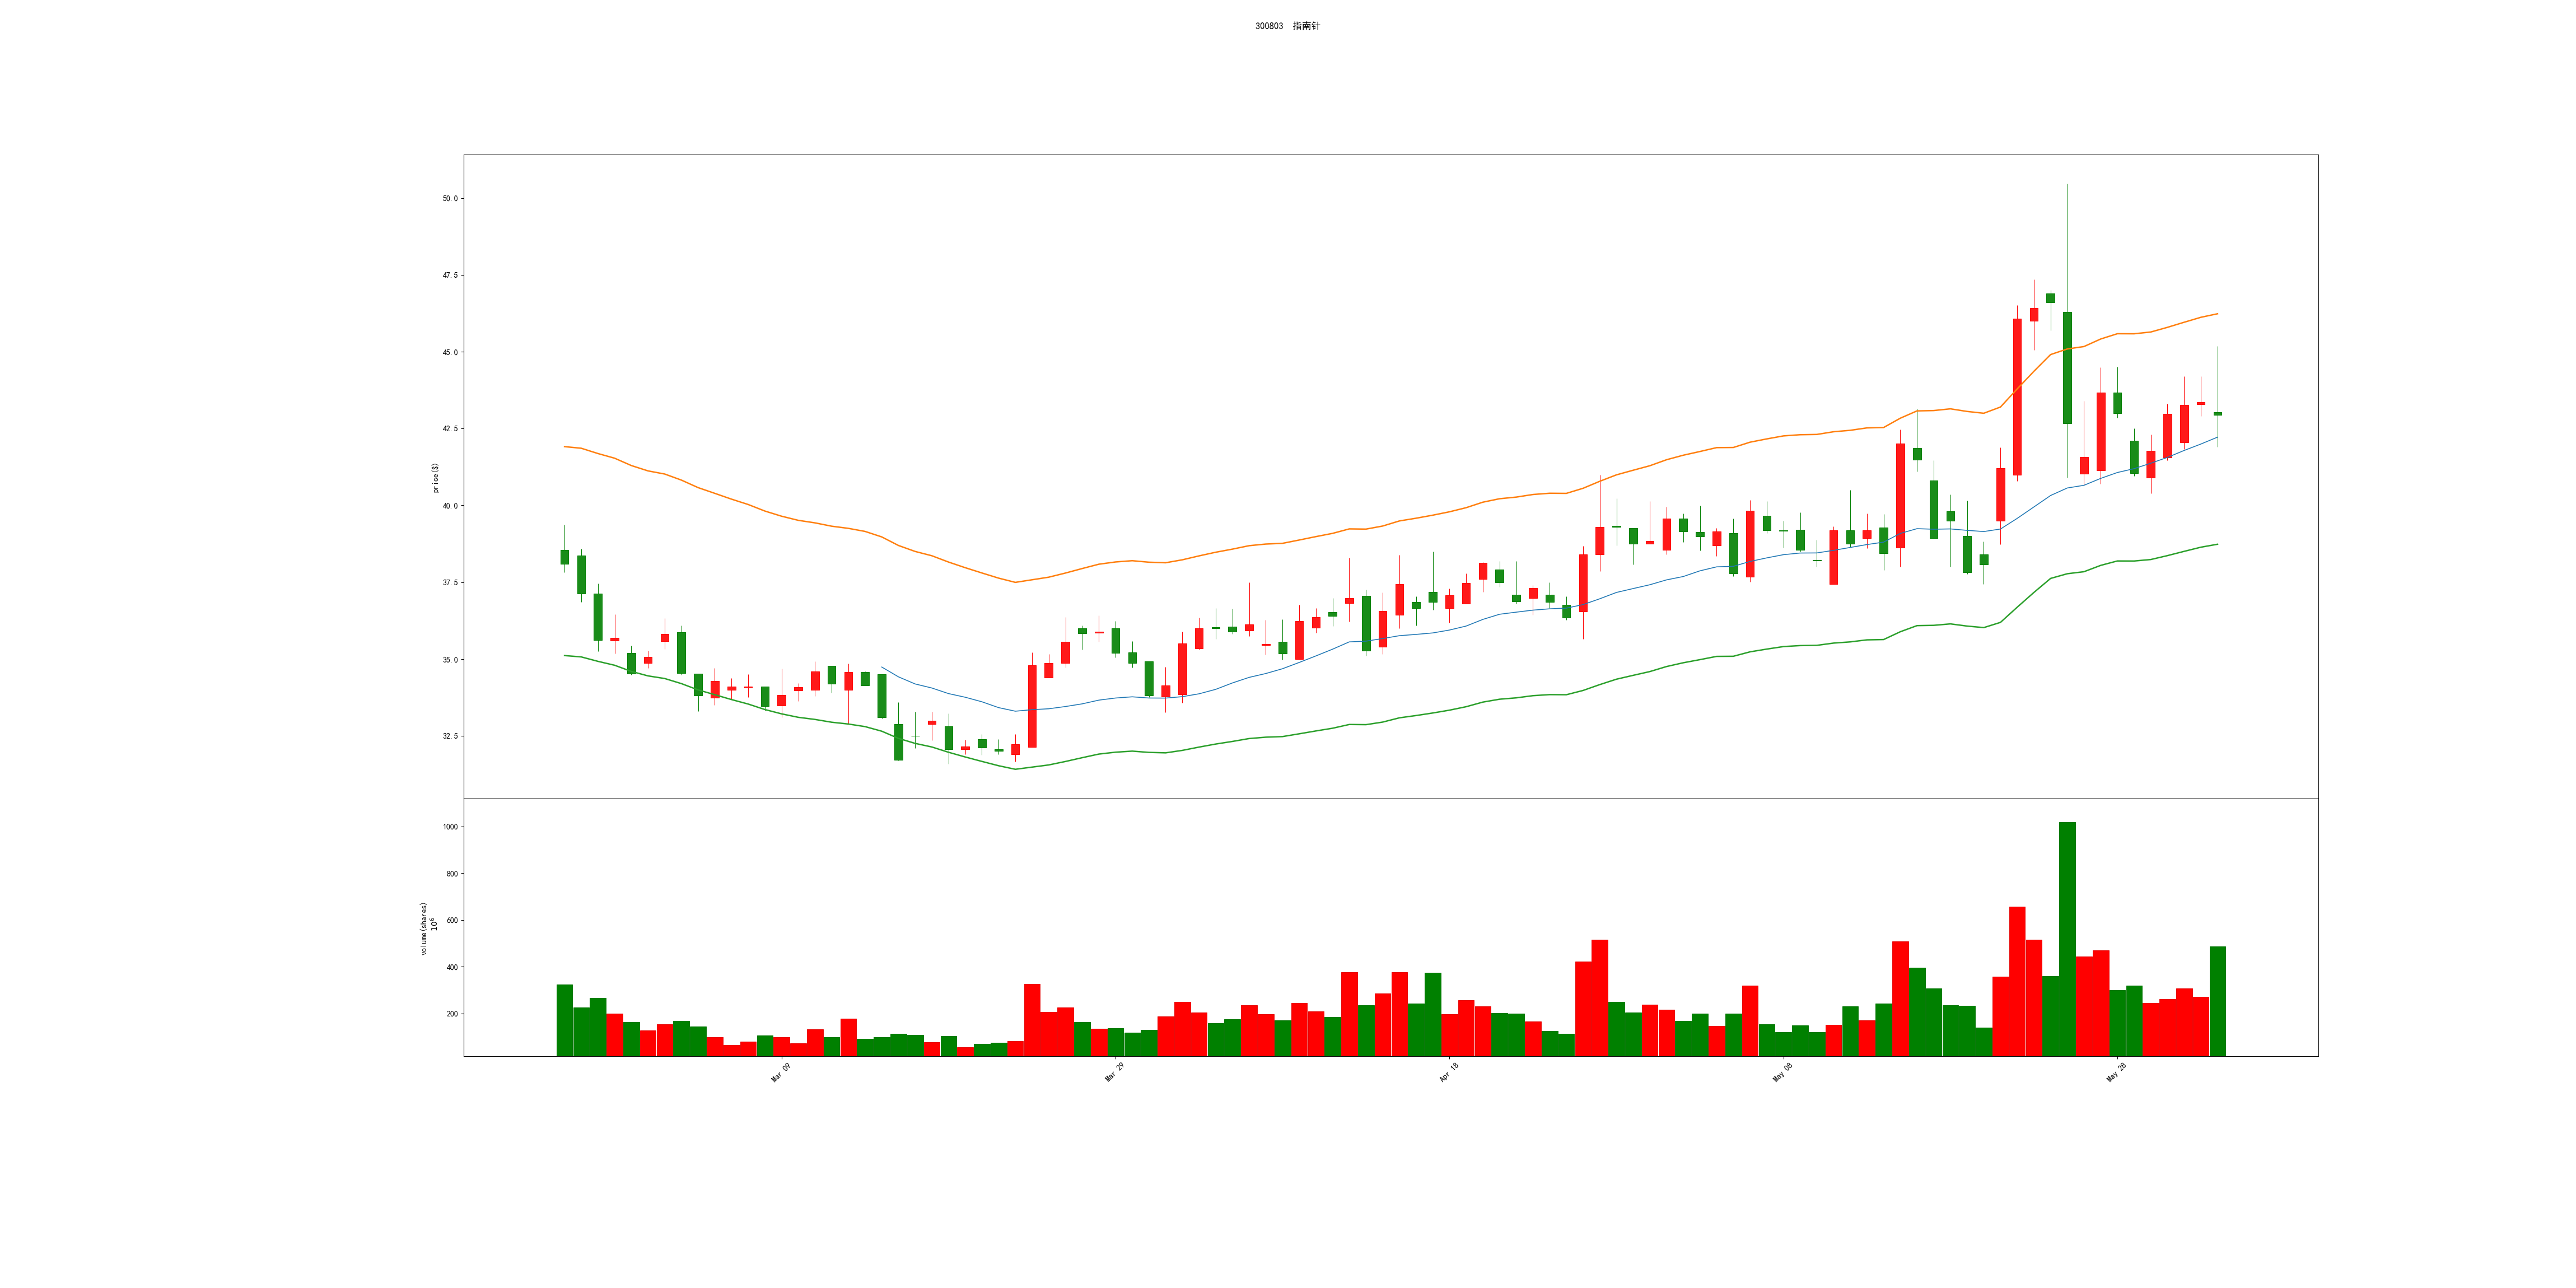 300803 指南针
50.0
47.5
45.0
42.5
40.0
37.5
35.0
32.5
price($)
1000
800
600
400
200
volume(shares)
10⁶
Mar 09
Mar 29
Apr 18
May 08
May 28